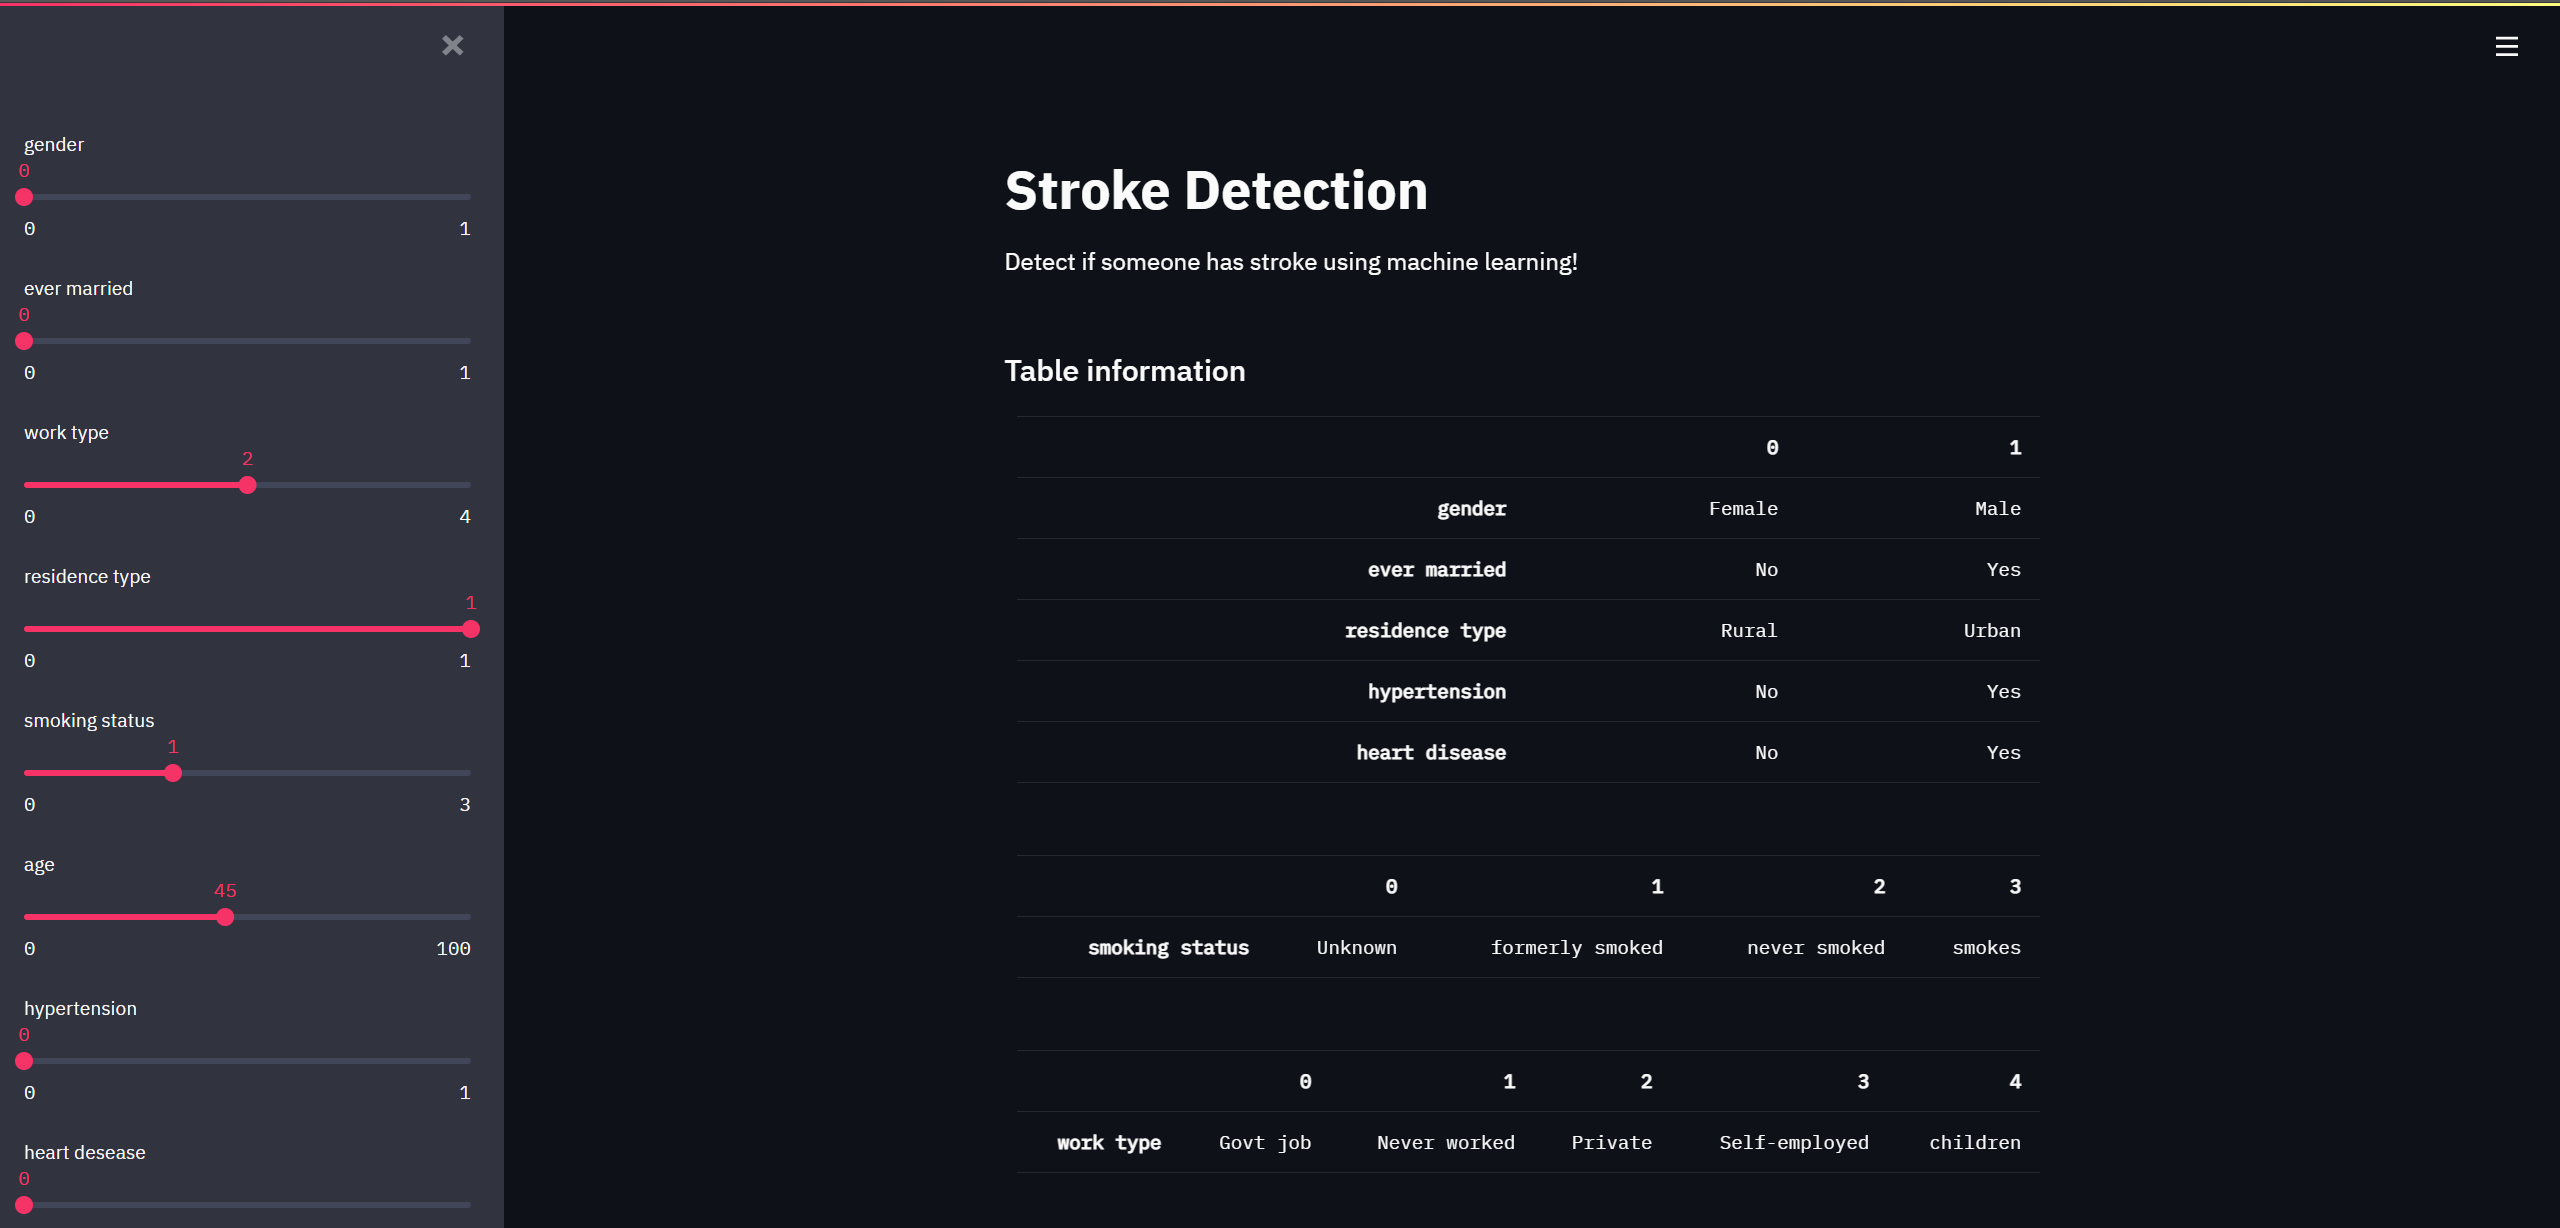 gender
0
0 1
ever married
0
0 1
work type
2
0 4
residence type
1
0 1
smoking status
1
0 3
age
45
0 100
hypertension
0
0 1
heart desease
0
Stroke Detection
Detect if someone has stroke using machine learning!
Table information
0 1
gender Female Male
ever married No Yes
residence type Rural Urban
hypertension No Yes
heart disease No Yes
0 1 2 3
smoking status Unknown formerly smoked never smoked smokes
0 1 2 3 4
work type Govt job Never worked Private Self-employed children